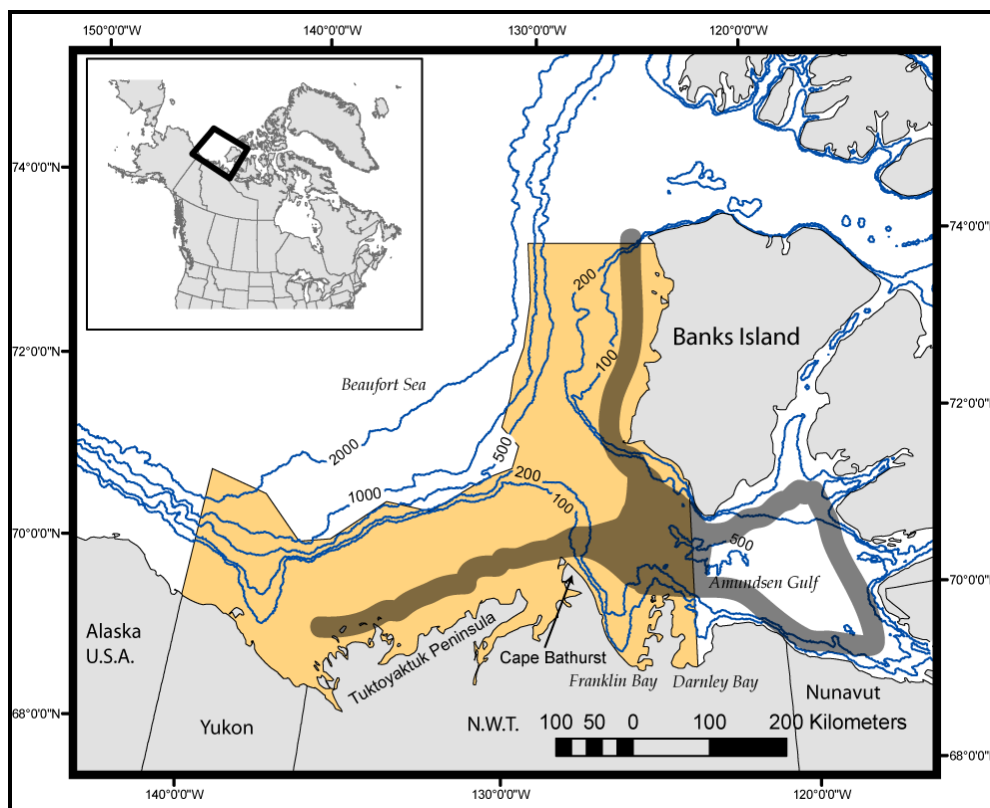 150°0'0"W
140°0'0"W
130°0'0"W
120°0'0"W
74°0'0"N
74°0'0"N
200
Banks Island
100
72°0'0"N
Beaufort Sea
72°0'0"N
2000
500
1000
200
100
70°0'0"N
500
Amundsen Gulf
70°0'0"N
Alaska
U.S.A.
Tuktoyaktuk Peninsula
Cape Bathurst
Franklin Bay
Darnley Bay
Nunavut
68°0'0"N
Yukon
N.W.T.
100 50 0 100 200 Kilometers
68°0'0"N
140°0'0"W
130°0'0"W
120°0'0"W